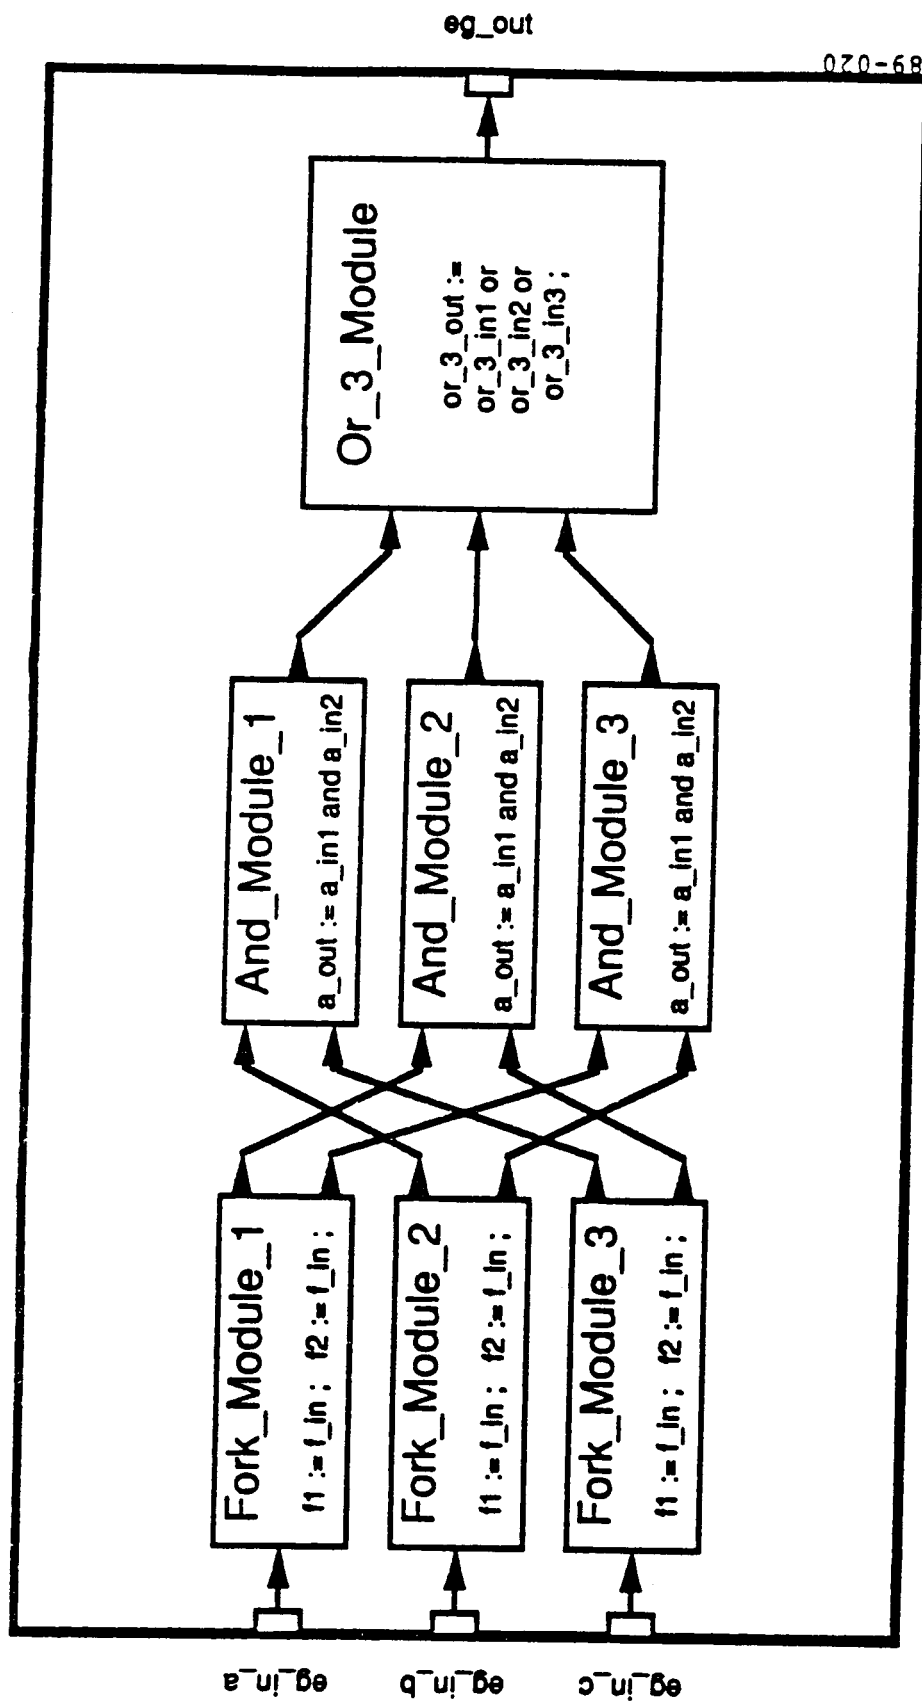 eg_out
89-020
Or_3_Module
or_3_out :=
or_3_in1 or
or_3_in2 or
or_3_in3 ;
And_Module_1
a_out := a_in1 and a_in2
And_Module_2
a_out := a_in1 and a_in2
And_Module_3
a_out := a_in1 and a_in2
Fork_Module_1
f1 := f_in ; f2 := f_in ;
Fork_Module_2
f1 := f_in ; f2 := f_in ;
Fork_Module_3
f1 := f_in ; f2 := f_in ;
eg_in_a
eg_in_b
eg_in_c